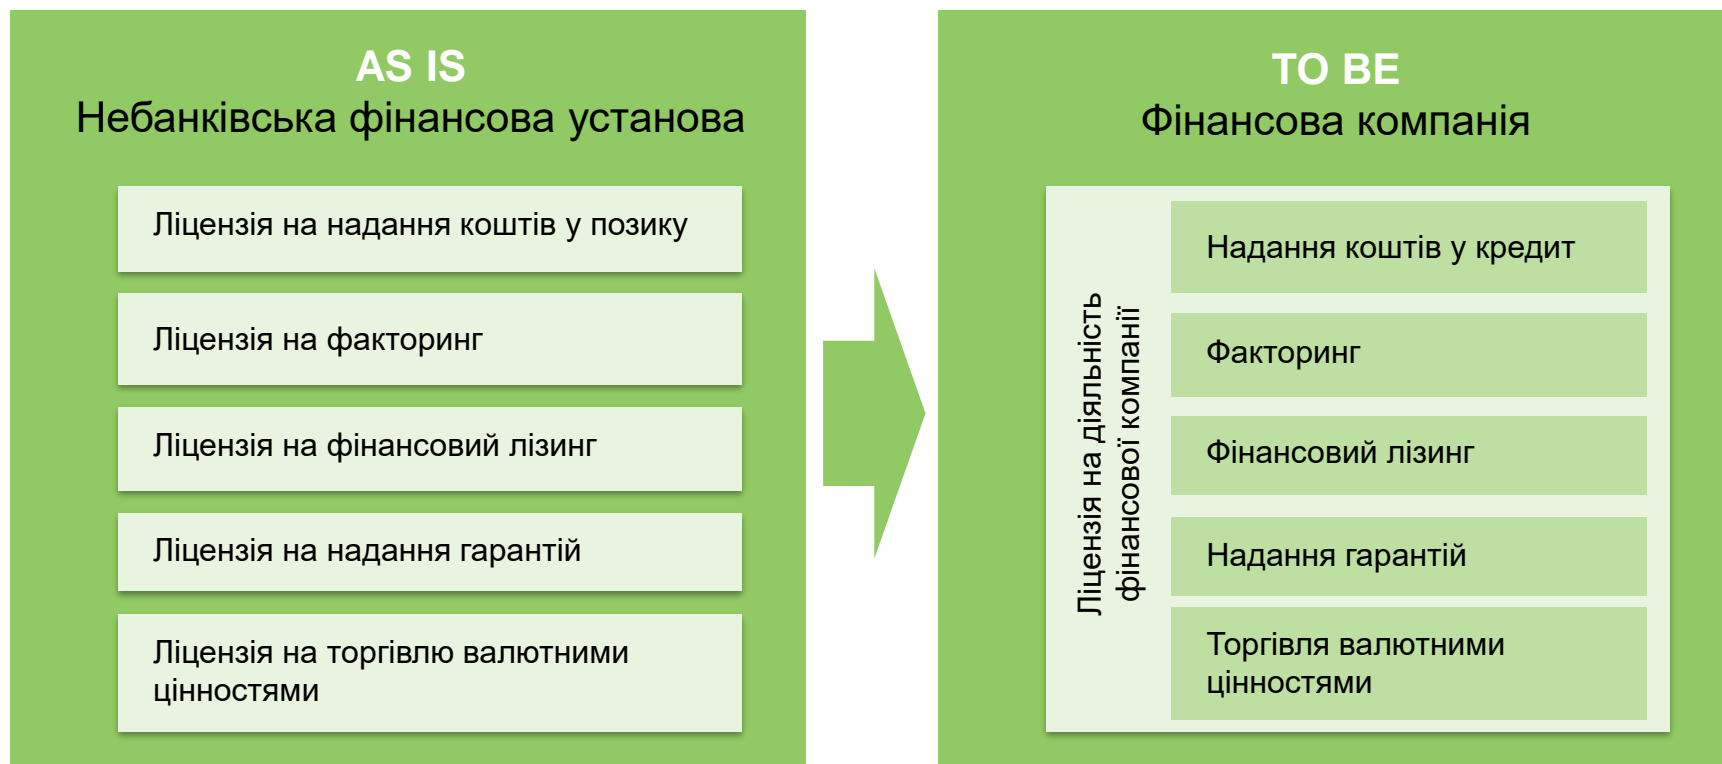 AS IS
Небанківська фінансова установа
Ліцензія на надання коштів у позику
Ліцензія на факторинг
Ліцензія на фінансовий лізинг
Ліцензія на надання гарантій
Ліцензія на торгівлю валютними
цінностями
TO BE
Фінансова компанія
Ліцензія на діяльність
фінансової компанії
Надання коштів у кредит
Факторинг
Фінансовий лізинг
Надання гарантій
Торгівля валютними
цінностями